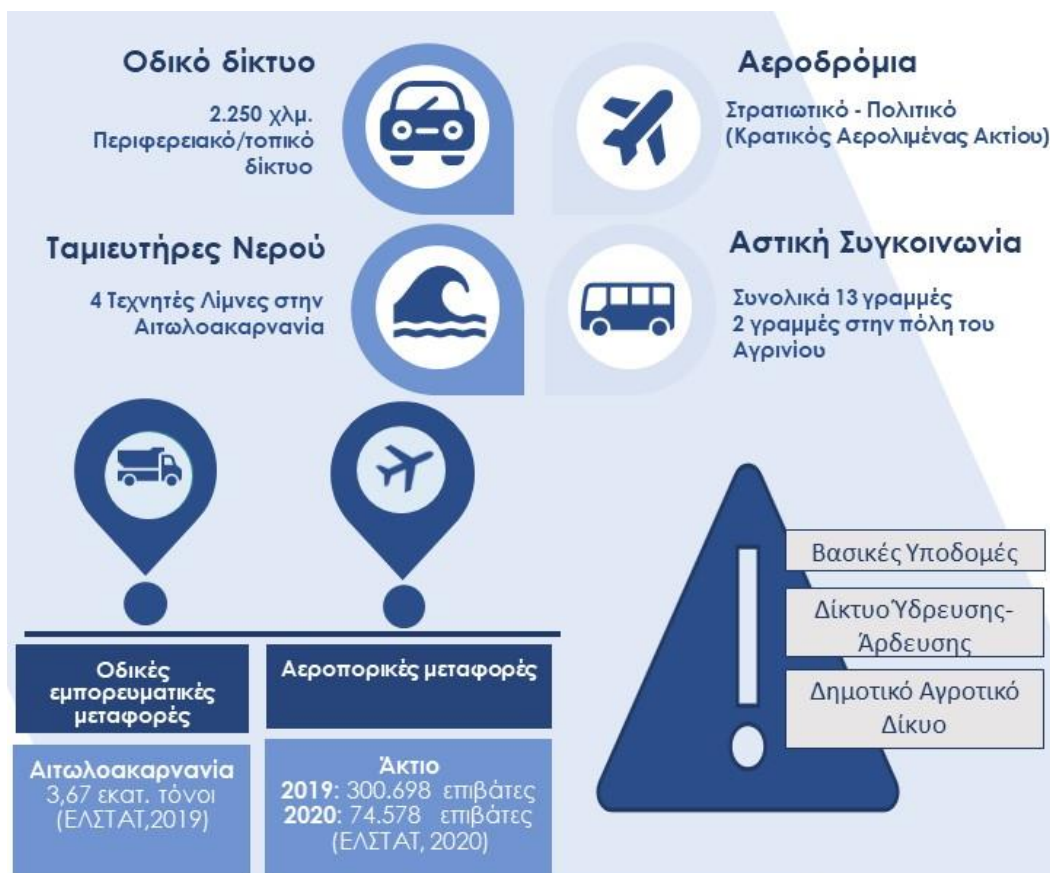 Οδικό δίκτυο
2.250 χλμ.
Περιφερειακό/τοπικό
δίκτυο
Αεροδρόμια
Στρατιωτικό - Πολιτικό
(Κρατικός Αερολιμένας Ακτίου)
Ταμιευτήρες Νερού
4 Τεχνητές Λίμνες στην
Αιτωλοακαρνανία
Αστική Συγκοινωνία
Συνολικά 13 γραμμές
2 γραμμές στην πόλη του
Αγρινίου
Οδικές
εμπορευματικές
μεταφορές
Αιτωλοακαρνανία
3,67 εκατ. τόνοι
(ΕΛΣΤΑΤ,2019)
Αεροπορικές μεταφορές
Άκτιο
2019: 300.698 επιβάτες
2020: 74.578 επιβάτες
(ΕΛΣΤΑΤ, 2020)
Βασικές Υποδομές
Δίκτυο Ύδρευσης-
Άρδευσης
Δημοτικό Αγροτικό
Δίκυο